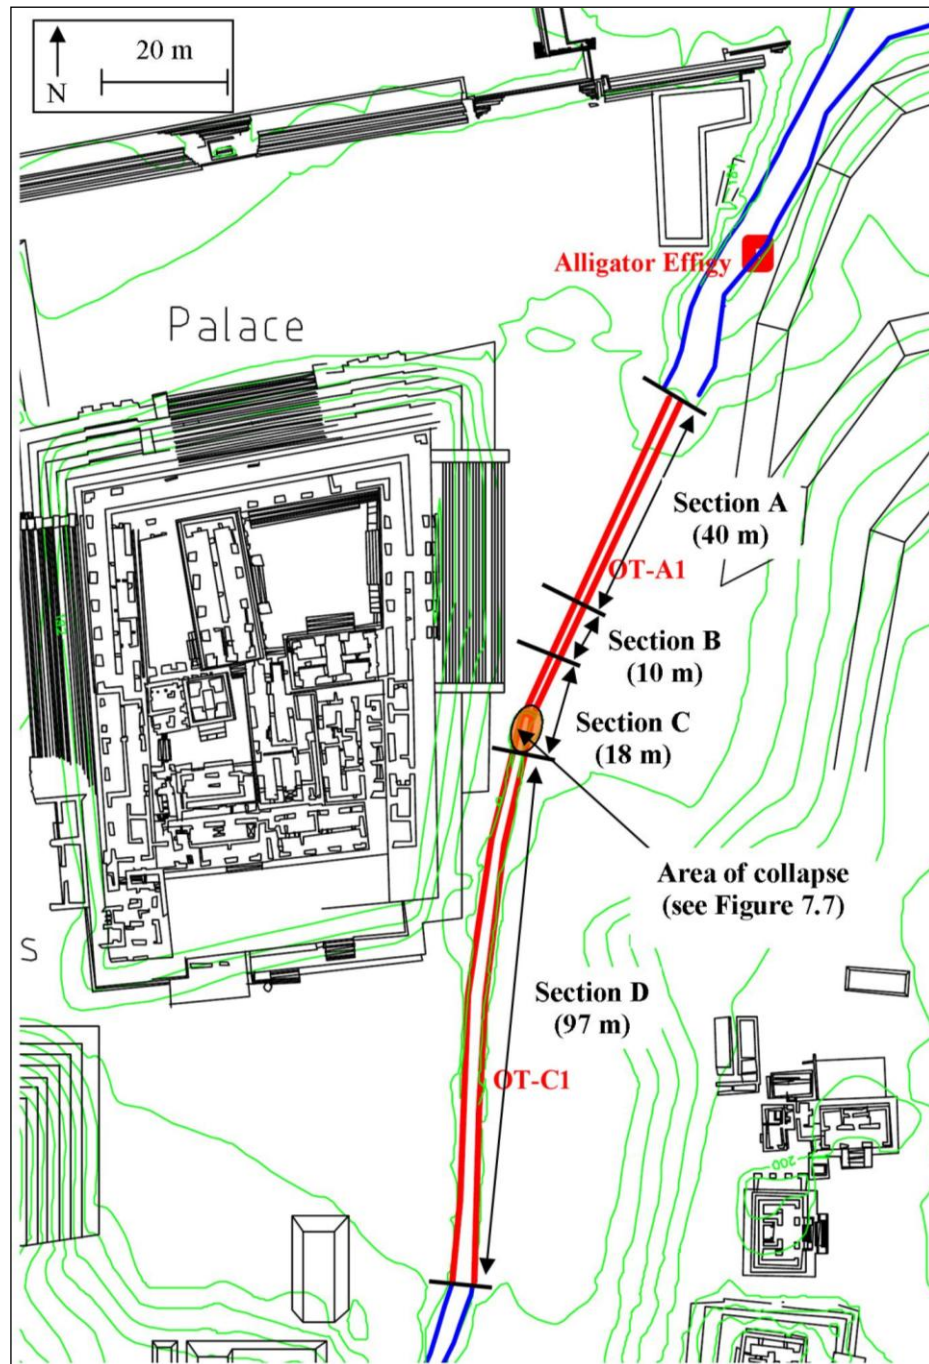 20 m
N
184
Alligator Effigy
Palace
Section A
(40 m)
OT-A1
Section B
(10 m)
Section C
(18 m)
Area of collapse
(see Figure 7.7)
S
Section D
(97 m)
OT-C1
200